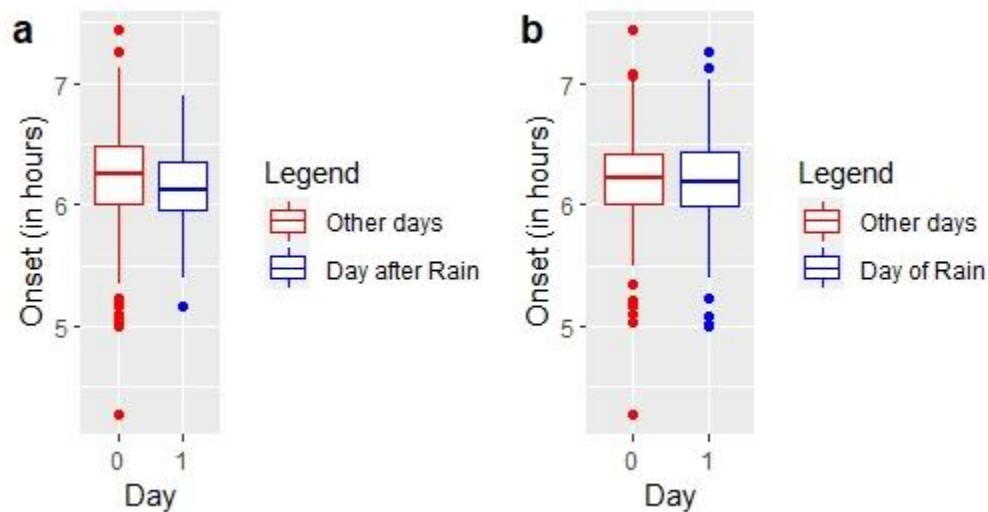 a
Onset (in hours)
7
6
5
0 1
Day
Legend
Other days
Day after Rain
b
Onset (in hours)
7
6
5
0 1
Day
Legend
Other days
Day of Rain